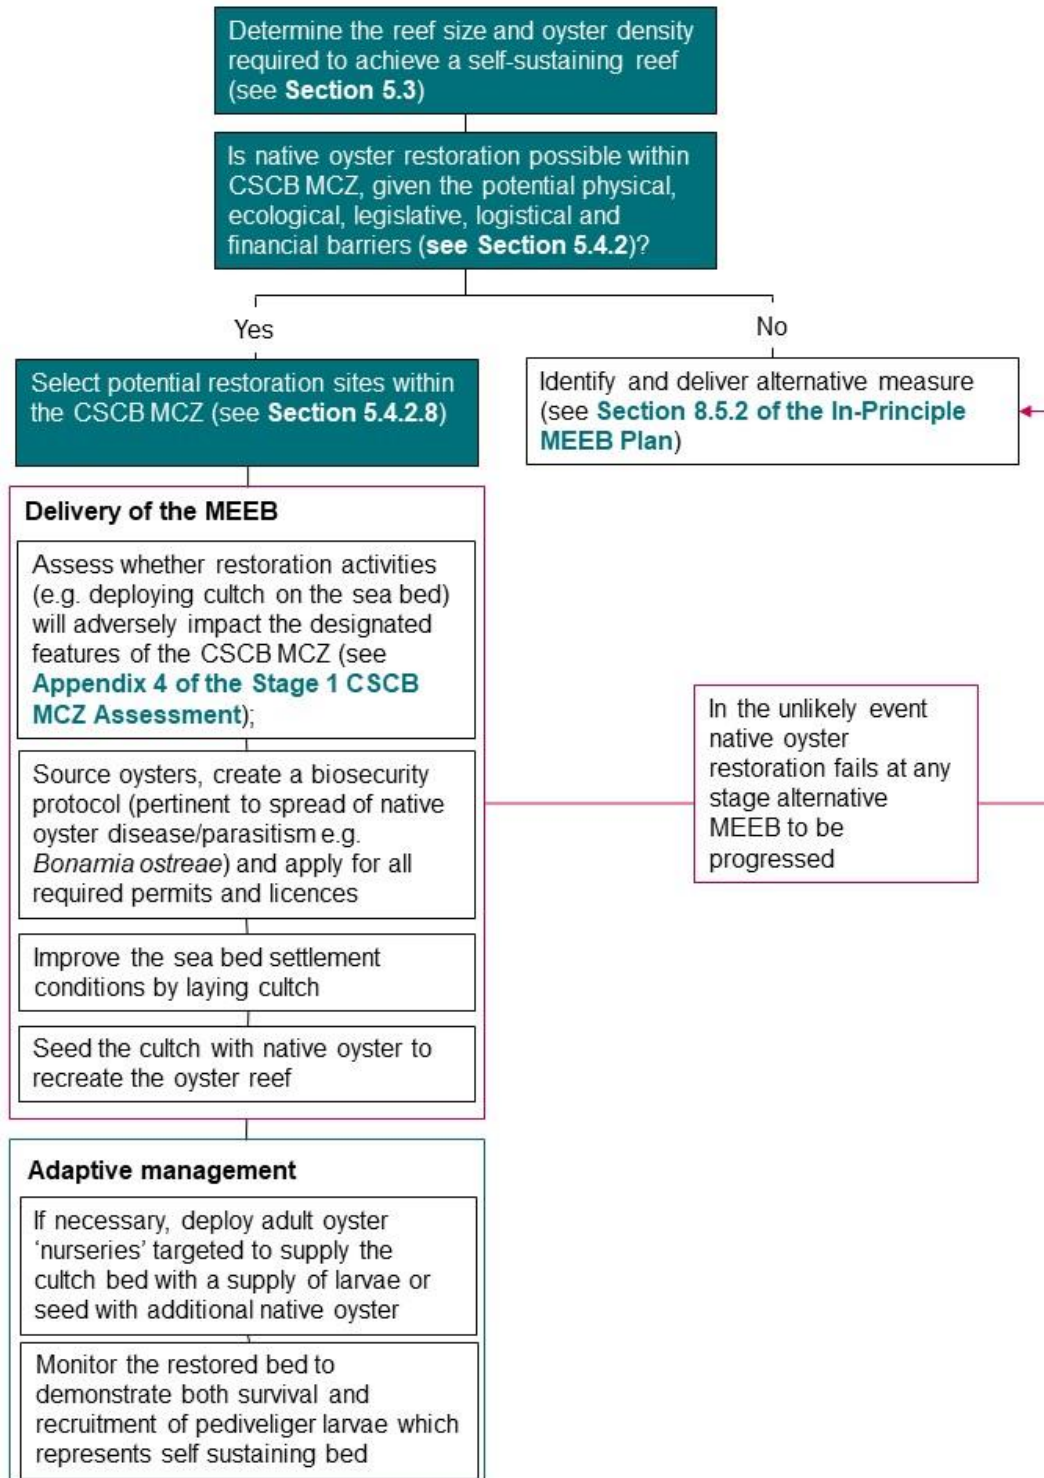 Determine the reef size and oyster density
required to achieve a self-sustaining reef
(see Section 5.3)
Is native oyster restoration possible within
CSCB MCZ, given the potential physical,
ecological, legislative, logistical and
financial barriers (see Section 5.4.2)?
Yes
No
Select potential restoration sites within
the CSCB MCZ (see Section 5.4.2.8)
Identify and deliver alternative measure
(see Section 8.5.2 of the In-Principle
MEEB Plan)
Delivery of the MEEB
Assess whether restoration activities
(e.g. deploying cultch on the sea bed)
will adversely impact the designated
features of the CSCB MCZ (see
Appendix 4 of the Stage 1 CSCB
MCZ Assessment);
Source oysters, create a biosecurity
protocol (pertinent to spread of native
oyster disease/parasitism e.g.
Bonamia ostreae) and apply for all
required permits and licences
Improve the sea bed settlement
conditions by laying cultch
Seed the cultch with native oyster to
recreate the oyster reef
In the unlikely event
native oyster
restoration fails at any
stage alternative
MEEB to be
progressed
Adaptive management
If necessary, deploy adult oyster
‘nurseries’ targeted to supply the
cultch bed with a supply of larvae or
seed with additional native oyster
Monitor the restored bed to
demonstrate both survival and
recruitment of pediveliger larvae which
represents self sustaining bed